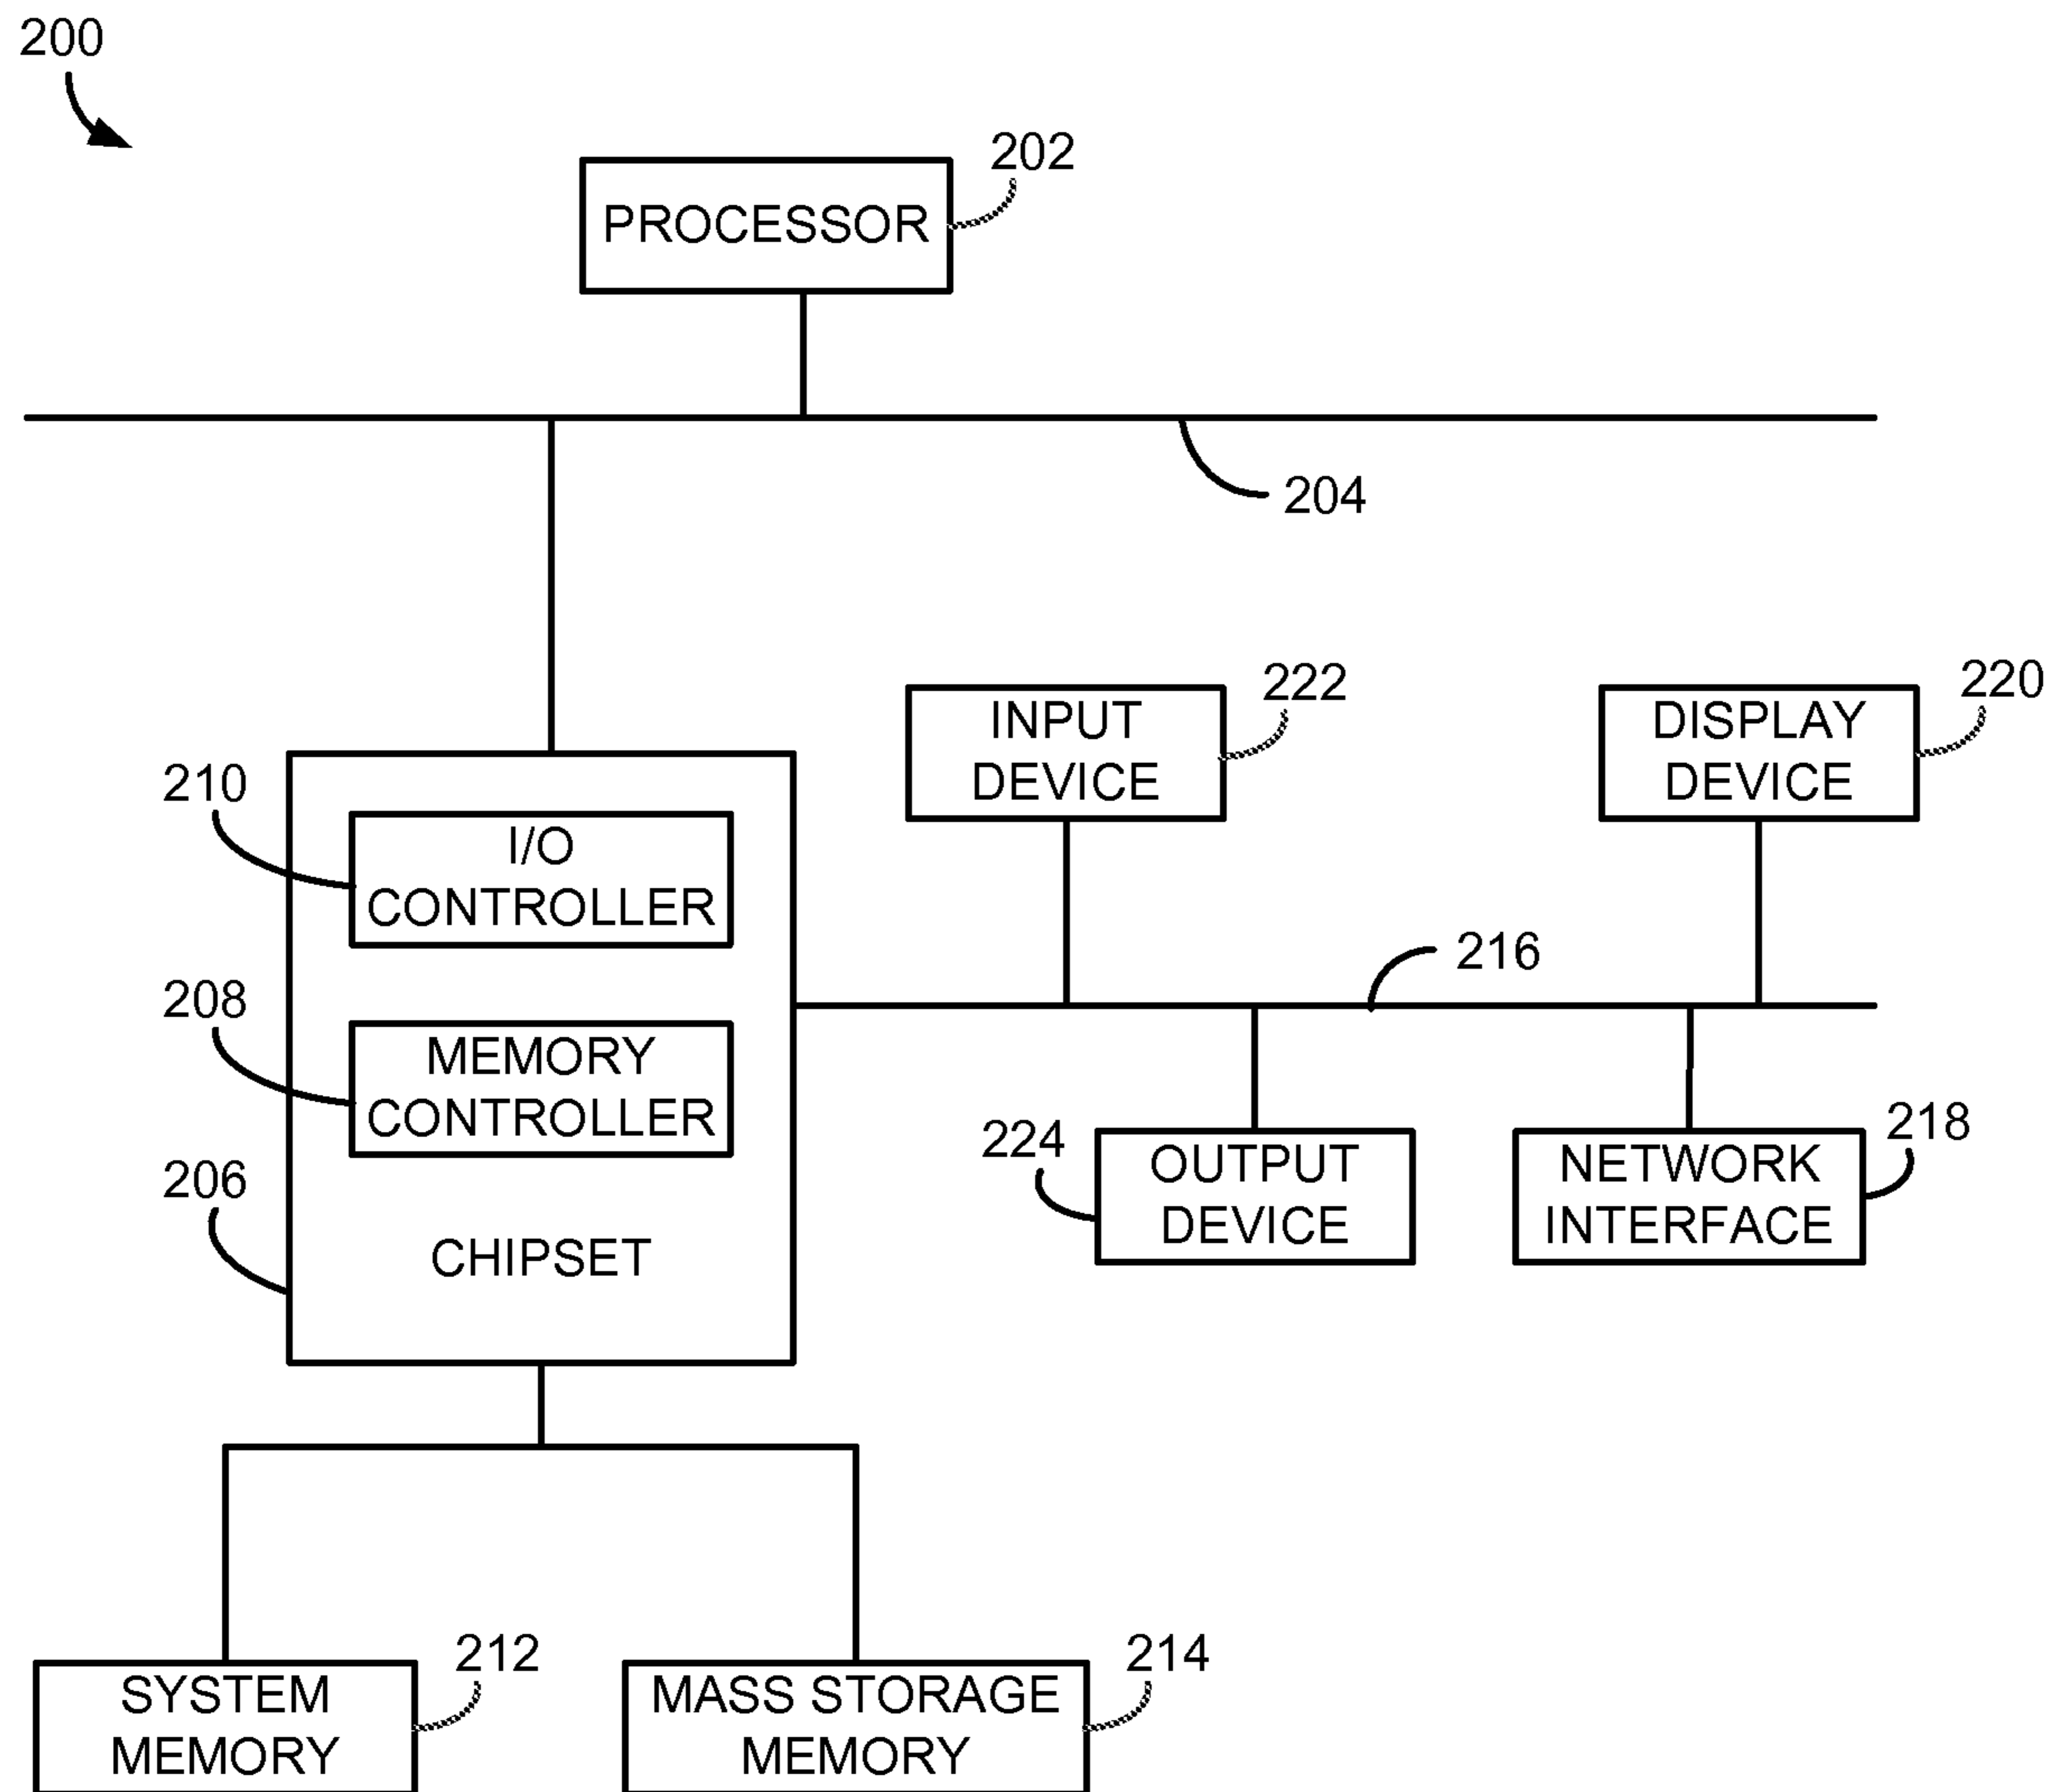 200
202
PROCESSOR
204
222
INPUT
DEVICE
220
DISPLAY
DEVICE
210
I/O
CONTROLLER
216
208
MEMORY
CONTROLLER
206
CHIPSET
224
OUTPUT
DEVICE
218
NETWORK
INTERFACE
212
SYSTEM
MEMORY
214
MASS STORAGE
MEMORY